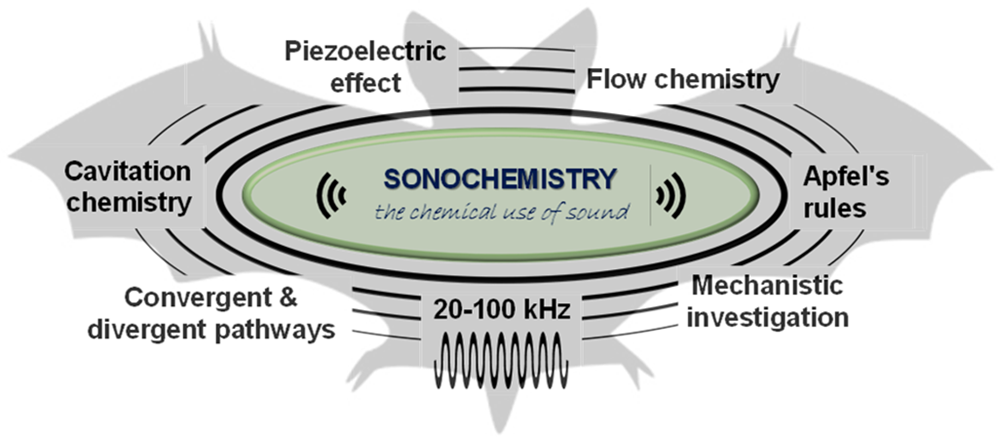 Piezoelectric
effect
Flow chemistry
Cavitation
chemistry
SONOCHEMISTRY
the chemical use of sound
Apfel's
rules
Convergent &
divergent pathways
20-100 kHz
Mechanistic
investigation